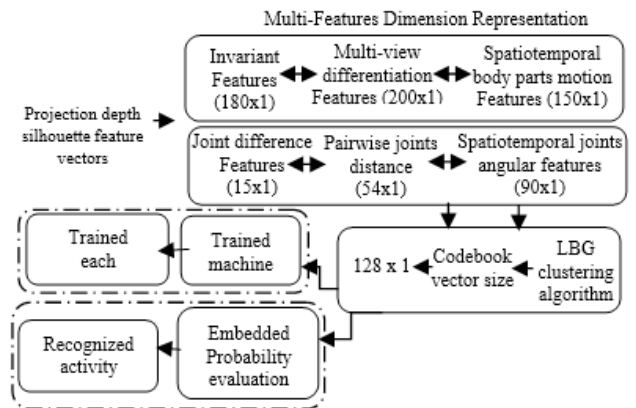 Multi-Features Dimension Representation
Invariant
Features
(180x1)
Multi-view
differentiation
Features (200x1)
Spatiotemporal
body parts motion
Features (150x1)
Projection depth
silhouette feature
vectors
Joint difference
Features
(15x1)
Pairwise joints
distance
(54x1)
Spatiotemporal joints
angular features
(90x1)
Trained
each
Trained
machine
128 x 1
Codebook
vector size
LBG
clustering
algorithm
Recognized
activity
Embedded
Probability
evaluation